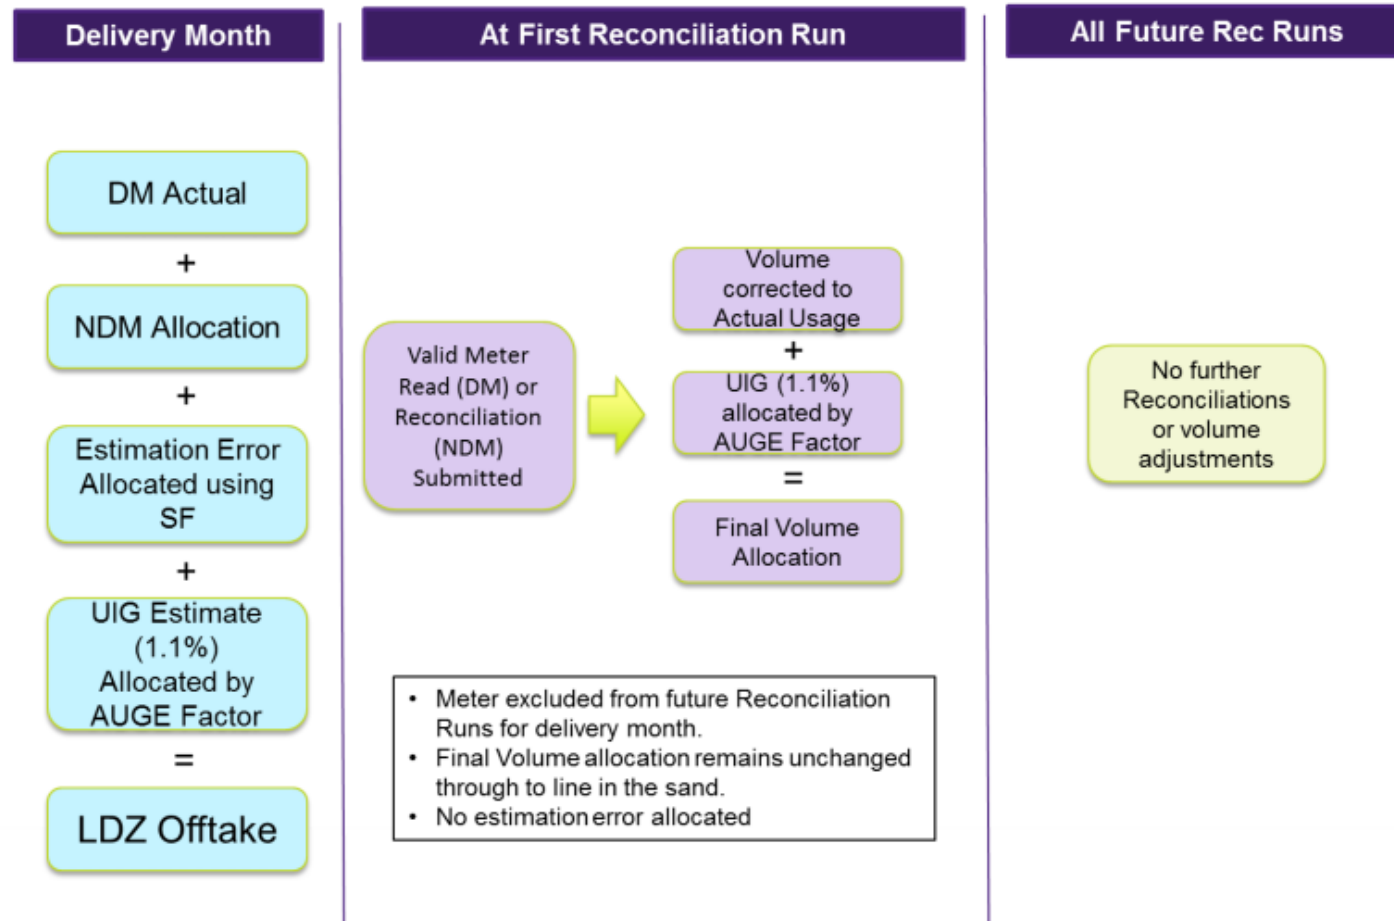 Delivery Month
At First Reconciliation Run
All Future Rec Runs
DM Actual
+
NDM Allocation
+
Estimation Error
Allocated using
SF
+
UIG Estimate
(1.1%)
Allocated by
AUGE Factor
=
LDZ Offtake
Valid Meter
Read (DM) or
Reconciliation
(NDM)
Submitted
Volume
corrected to
Actual Usage
+
UIG (1.1%)
allocated by
AUGE Factor
=
Final Volume
Allocation
• Meter excluded from future Reconciliation
Runs for delivery month.
• Final Volume allocation remains unchanged
through to line in the sand.
• No estimation error allocated
No further
Reconciliations
or volume
adjustments